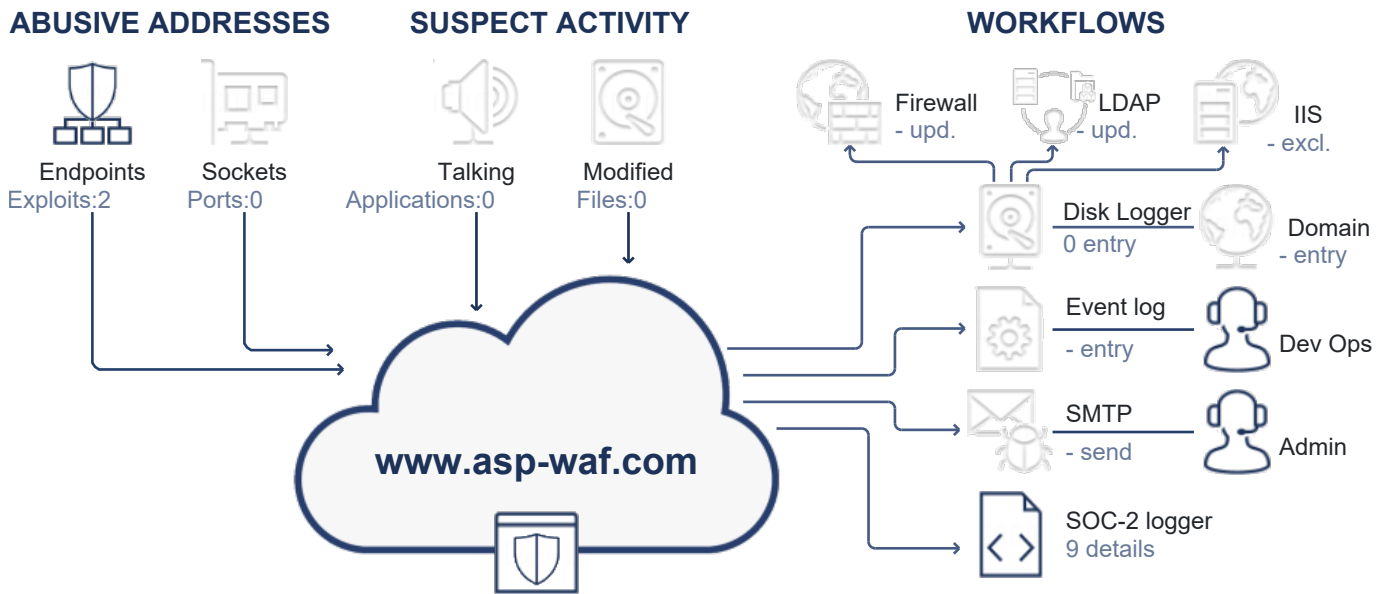 ABUSIVE ADDRESSES
SUSPECT ACTIVITY
WORKFLOWS
Endpoints
Exploits:2
Sockets
Ports:0
Talking
Applications:0
Modified
Files:0
Firewall
- upd.
LDAP
- upd.
IIS
- excl.
Disk Logger
0 entry
Domain
- entry
Event log
- entry
Dev Ops
SMTP
- send
Admin
SOC-2 logger
9 details
www.asp-waf.com